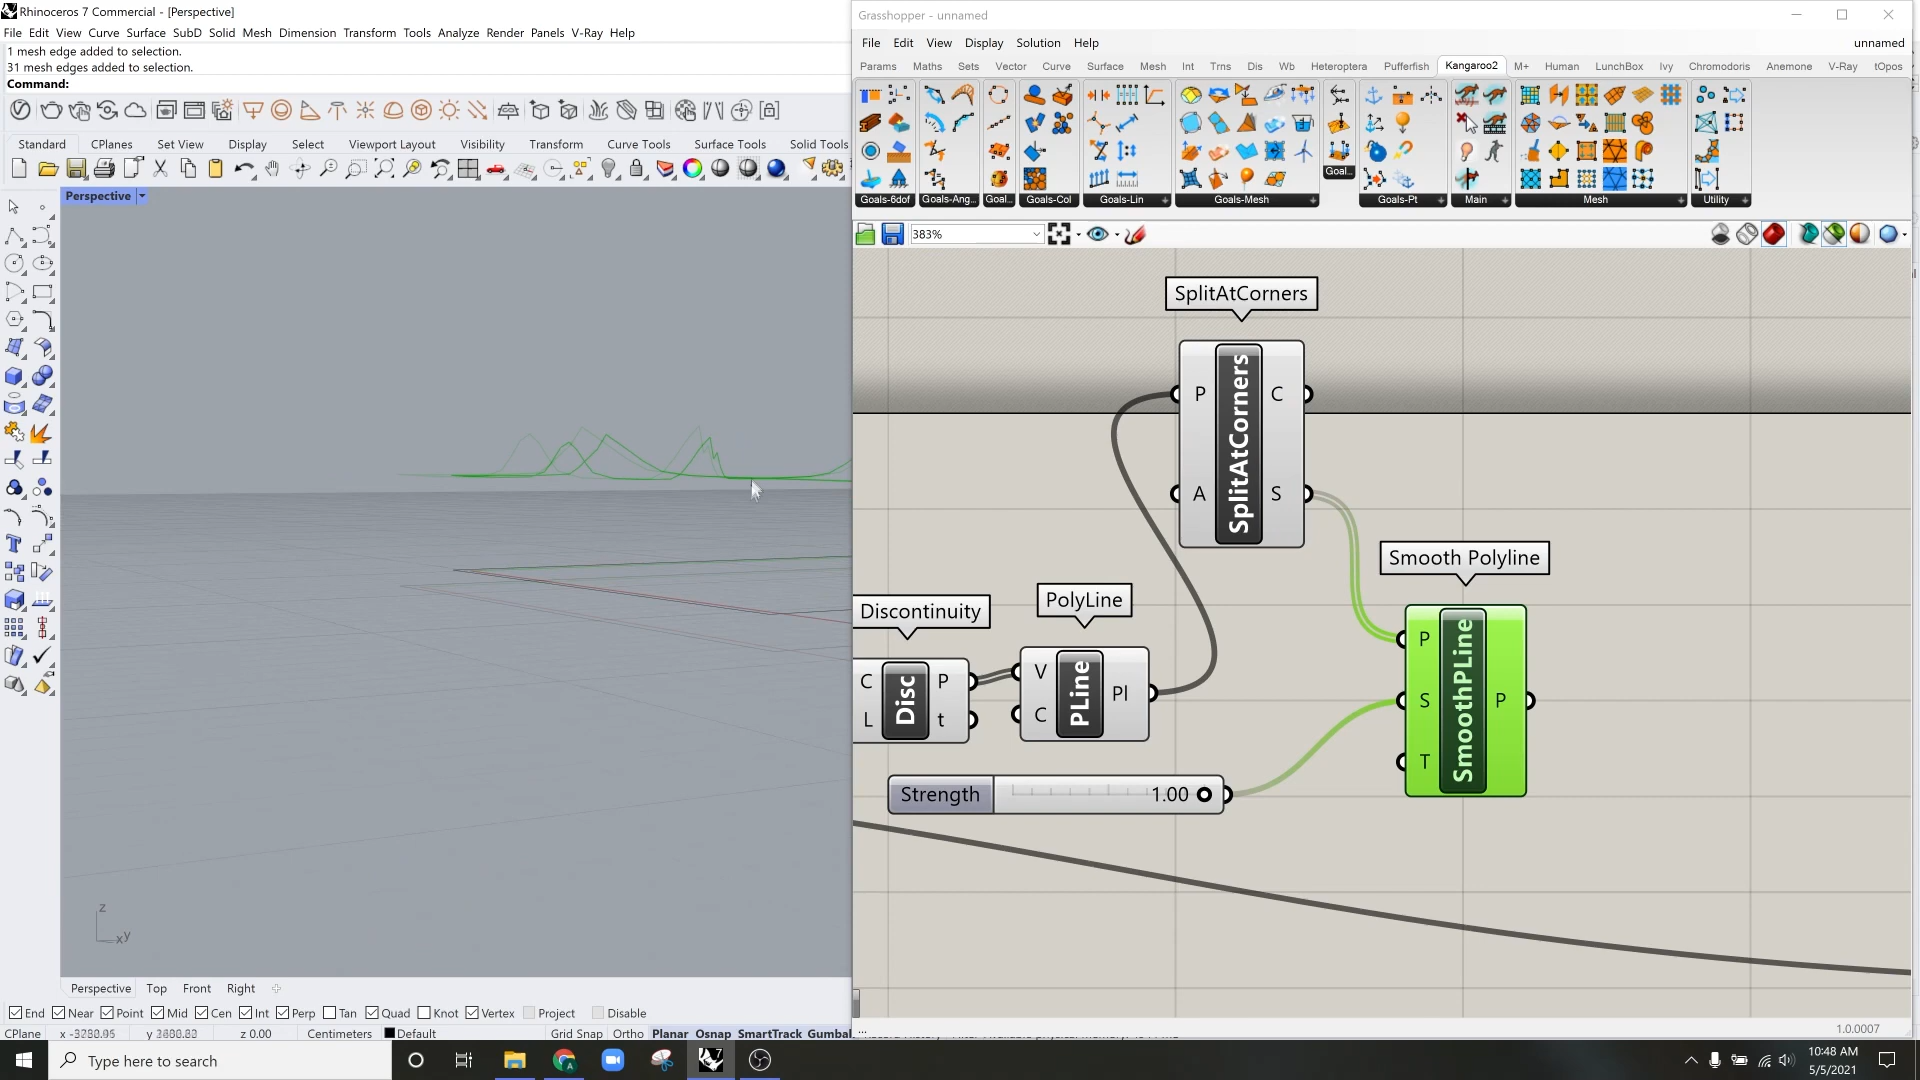 Rhinoceros 7 Commercial - [Perspective]
File Edit View Curve Surface SubD Solid Mesh Dimension Transform Tools Analyze Render Panels V-Ray Help
1 mesh edge added to selection.
31 mesh edges added to selection.
Command:
Standard CPlanes Set View Display Select Viewport Layout Visibility Transform Curve Tools Surface Tools Solid Tools
Perspective
z
x y
Perspective Top Front Right
End Near Point Mid Cen Int Perp Tan Quad Knot Vertex Project Disable
CPlane x -3280.95 z 0.00 Centimeters Default Grid Snap Ortho Planar Osnap SmartTrack Gumbal
Grasshopper - unnamed
File Edit View Display Solution Help unnamed
Params Maths Sets Vector Curve Surface Mesh Int Trns Dis Wb Heteroptera Pufferfish Kangaroo2 M+ Human LunchBox Ivy Chromodoris Anemone V-Ray tOpos
Goals-6dof Goals-Ang... Goal... Goals-Col Goals-Lin Goals-Mesh Goal... Goals-Pt Main Mesh Utility
383%
SplitAtCorners
P A SplitAtCorners C S
Smooth Polyline
P S T SmoothPLine P
Discontinuity
C L Disc P t
PolyLine
V C PLine Pl
Strength 1.00
...
1.0.0007
Type here to search
10:48 AM
5/5/2021